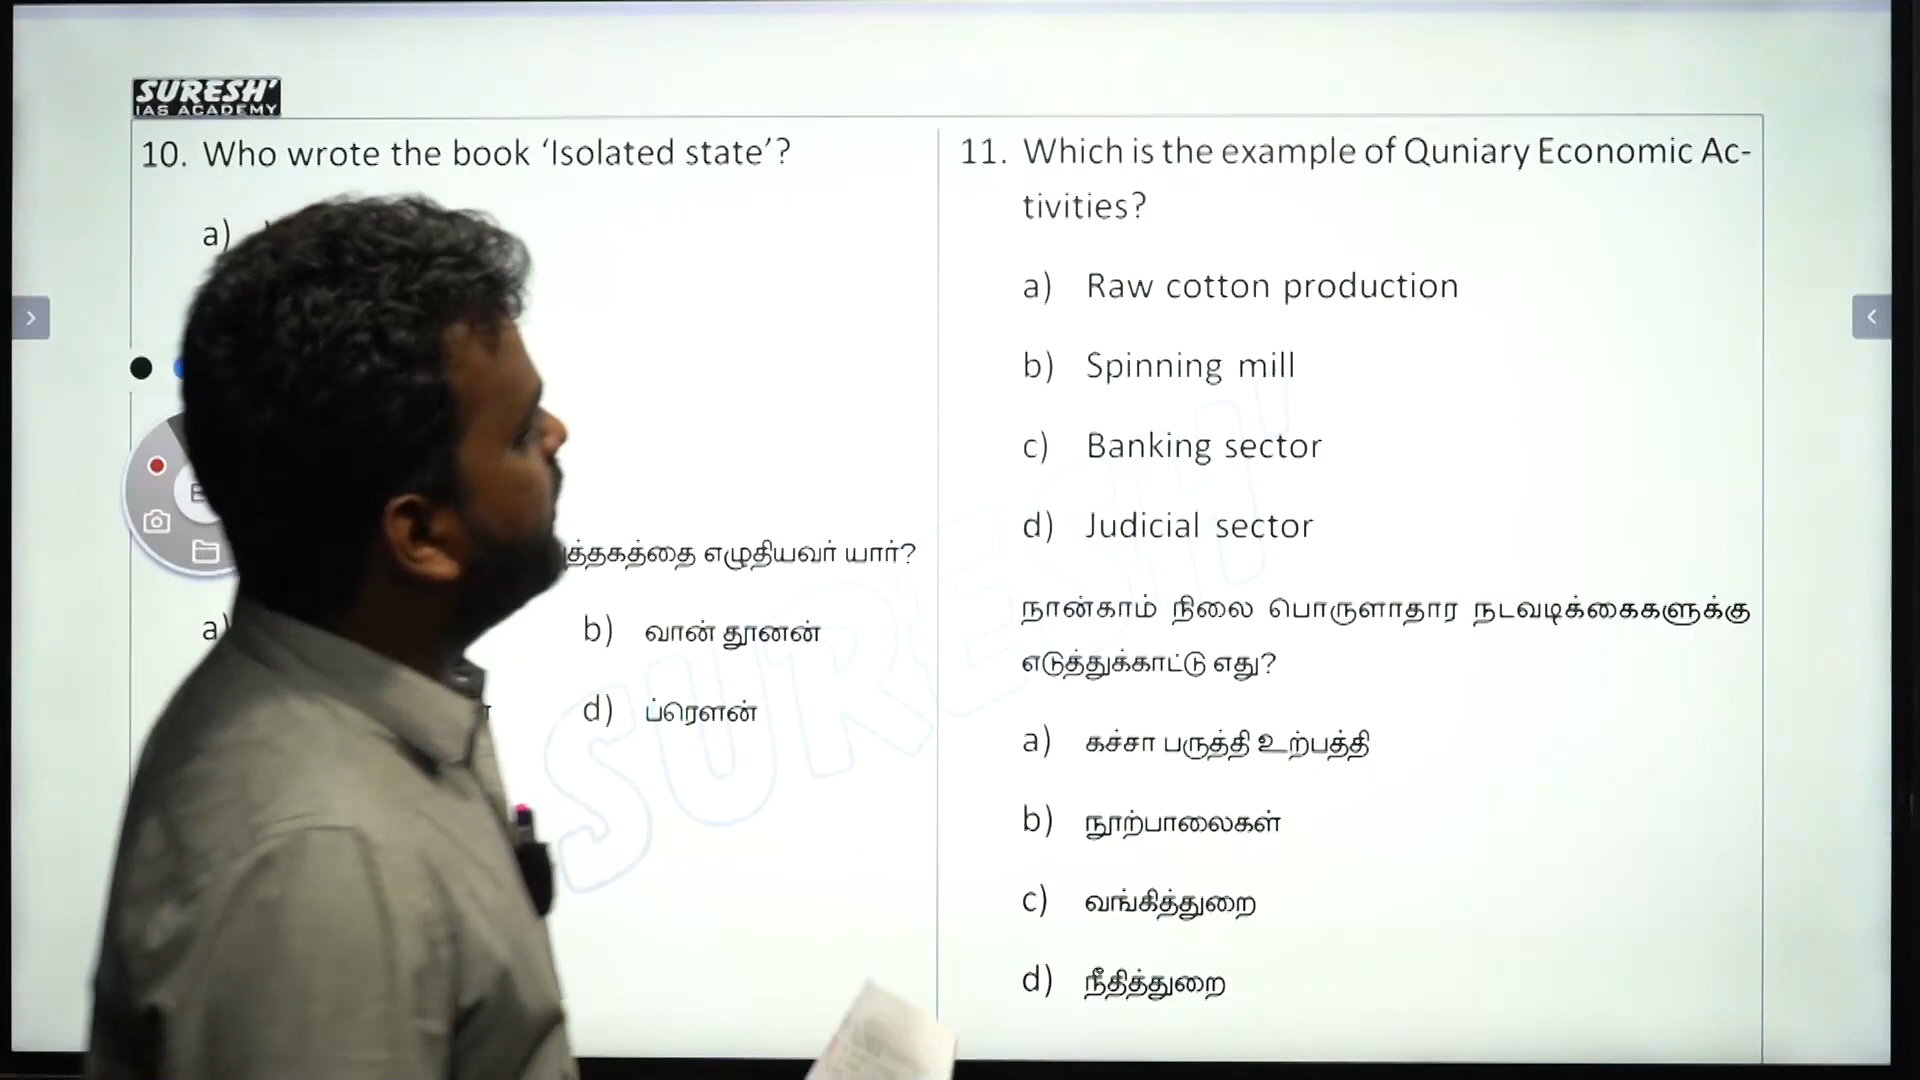 SURESH'
IAS ACADEMY
10. Who wrote the book ‘Isolated state’?
a)
த்தகத்தை எழுதியவர் யார்?
a)
b) வான் தூனன்
d) ப்ரௌன்
11. Which is the example of Quniary Economic Ac-
tivities?
a) Raw cotton production
b) Spinning mill
c) Banking sector
d) Judicial sector
நான்காம் நிலை பொருளாதார நடவடிக்கைகளுக்கு
எடுத்துக்காட்டு எது?
a) கச்சா பருத்தி உற்பத்தி
b) நூற்பாலைகள்
c) வங்கித்துறை
d) நீதித்துறை
SURESH'